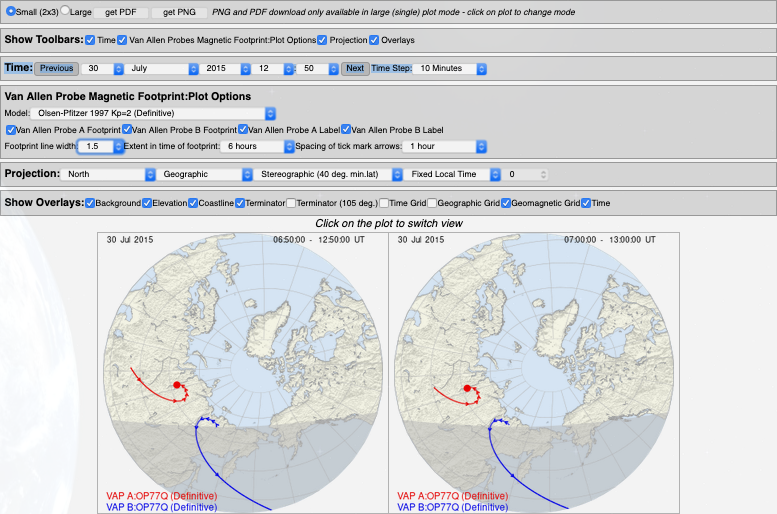 Small (2x3) Large get PDF get PNG PNG and PDF download only available in large (single) plot mode - click on plot to change mode
Show Toolbars: Time Van Allen Probes Magnetic Footprint:Plot Options Projection Overlays
Time: Previous 30 July 2015 12 : 50 Next Time Step: 10 Minutes
Van Allen Probe Magnetic Footprint:Plot Options
Model: Olsen-Pfitzer 1997 Kp=2 (Definitive)
Van Allen Probe A Footprint Van Allen Probe B Footprint Van Allen Probe A Label Van Allen Probe B Label
Footprint line width: 1.5 Extent in time of footprint: 6 hours Spacing of tick mark arrows: 1 hour
Projection: North Geographic Stereographic (40 deg. min.lat) Fixed Local Time 0
Show Overlays: Background Elevation Coastline Terminator Terminator (105 deg.) Time Grid Geographic Grid Geomagnetic Grid Time
Click on the plot to switch view
30 Jul 2015 06:50:00 - 12:50:00 UT
30 Jul 2015 07:00:00 - 13:00:00 UT
VAP A:OP77Q (Definitive)
VAP B:OP77Q (Definitive)
VAP A:OP77Q (Definitive)
VAP B:OP77Q (Definitive)